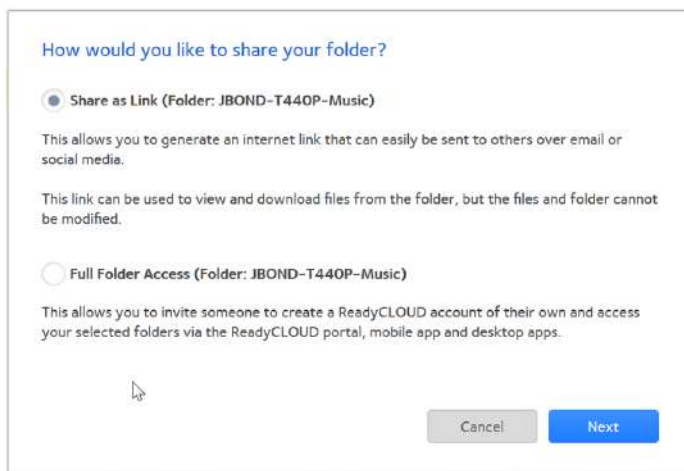 How would you like to share your folder?
Share as Link (Folder: JBOND-T440P-Music)
This allows you to generate an internet link that can easily be sent to others over email or
social media.
This link can be used to view and download files from the folder, but the files and folder cannot
be modified.
Full Folder Access (Folder: JBOND-T440P-Music)
This allows you to invite someone to create a ReadyCLOUD account of their own and access
your selected folders via the ReadyCLOUD portal, mobile app and desktop apps.
Cancel
Next